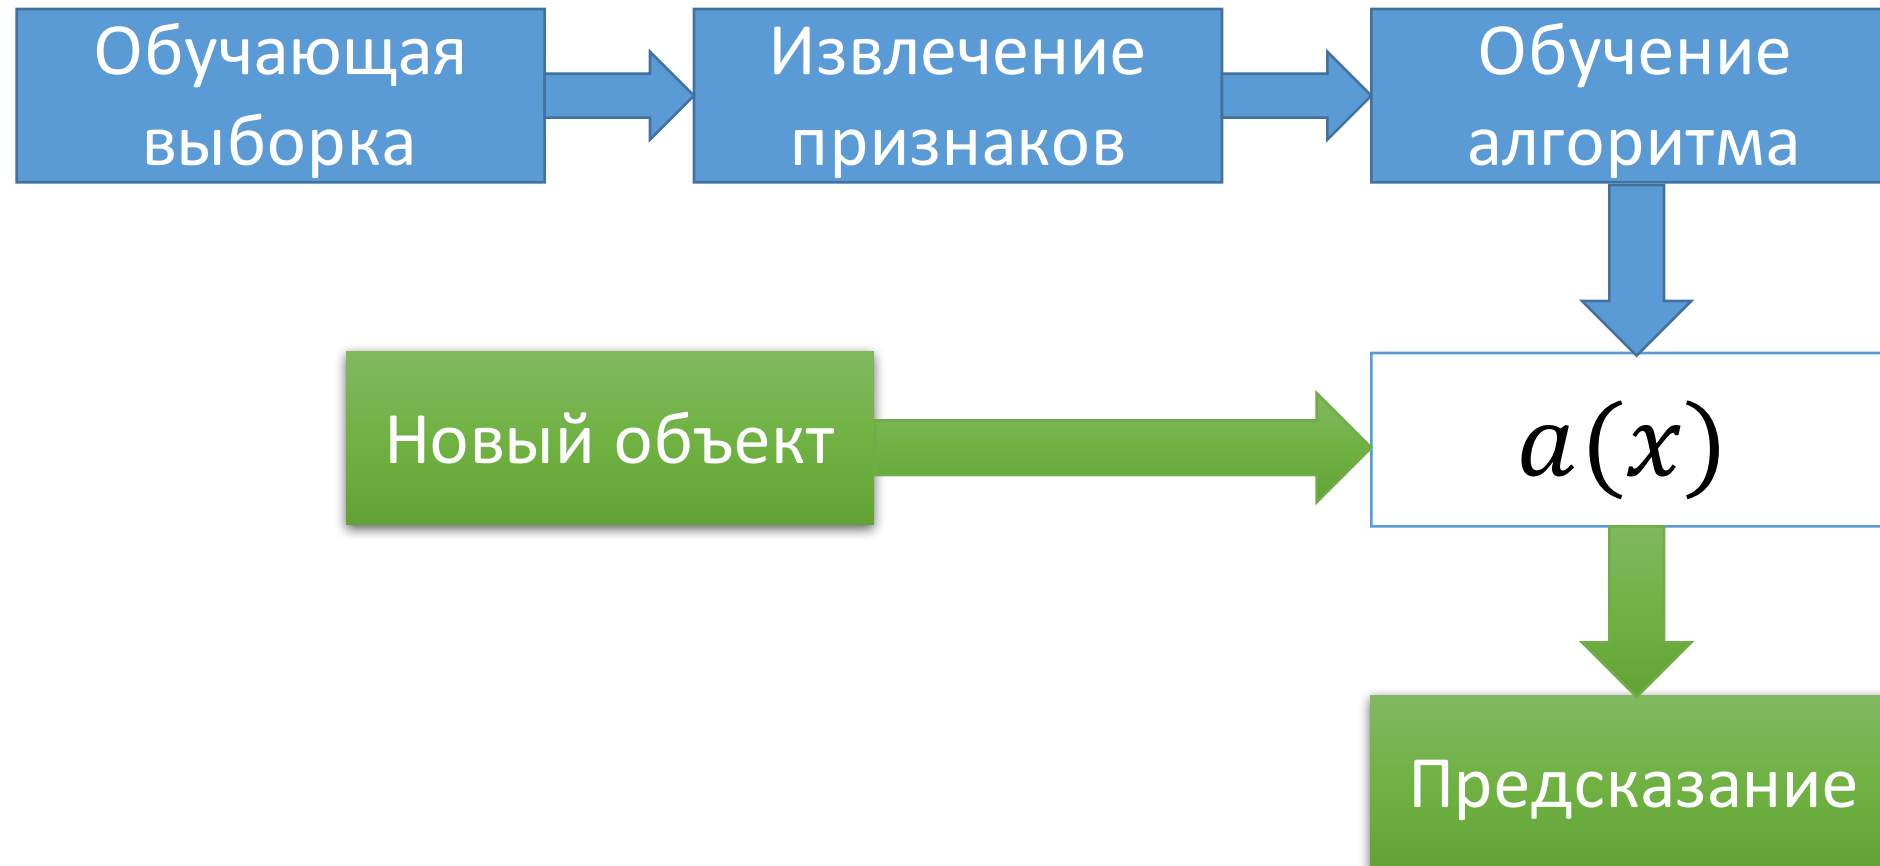 Обучающая
выборка
Извлечение
признаков
Обучение
алгоритма
Новый объект
a(x)
Предсказание